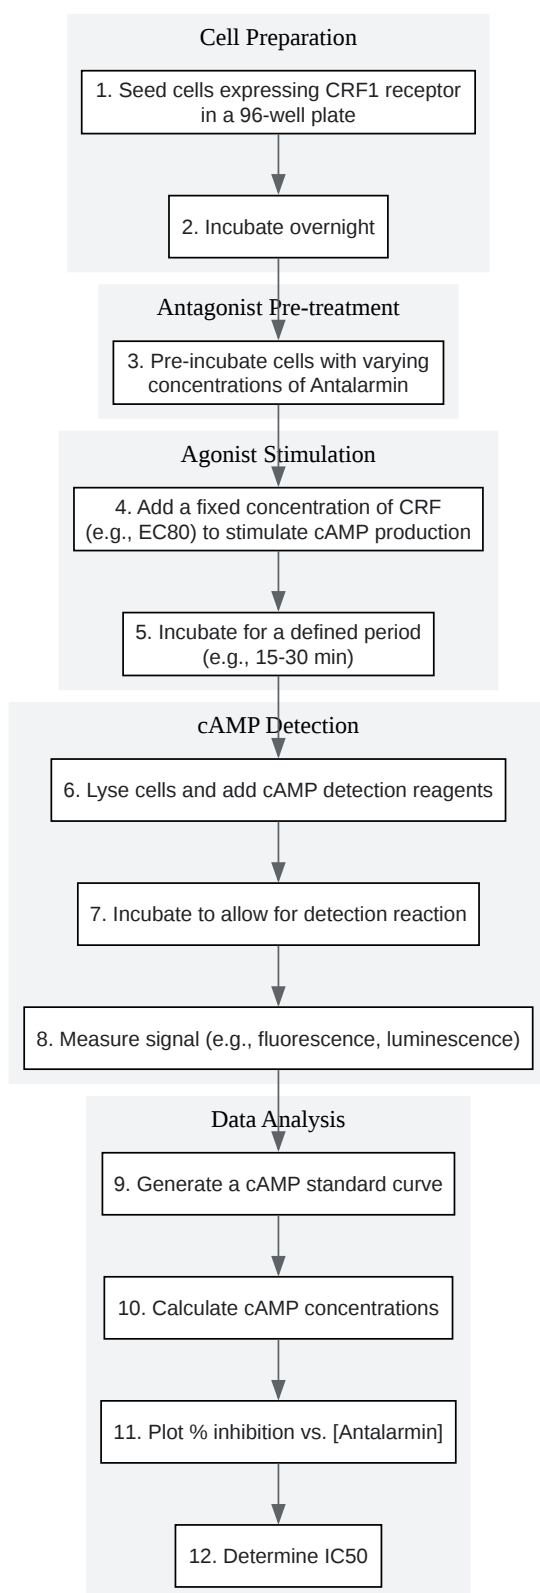 Cell Preparation
1. Seed cells expressing CRF1 receptor
in a 96-well plate
2. Incubate overnight
Antagonist Pre-treatment
3. Pre-incubate cells with varying
concentrations of Antalarmin
Agonist Stimulation
4. Add a fixed concentration of CRF
(e.g., EC80) to stimulate cAMP production
5. Incubate for a defined period
(e.g., 15-30 min)
cAMP Detection
6. Lyse cells and add cAMP detection reagents
7. Incubate to allow for detection reaction
8. Measure signal (e.g., fluorescence, luminescence)
Data Analysis
9. Generate a cAMP standard curve
10. Calculate cAMP concentrations
11. Plot % inhibition vs. [Antalarmin]
12. Determine IC50